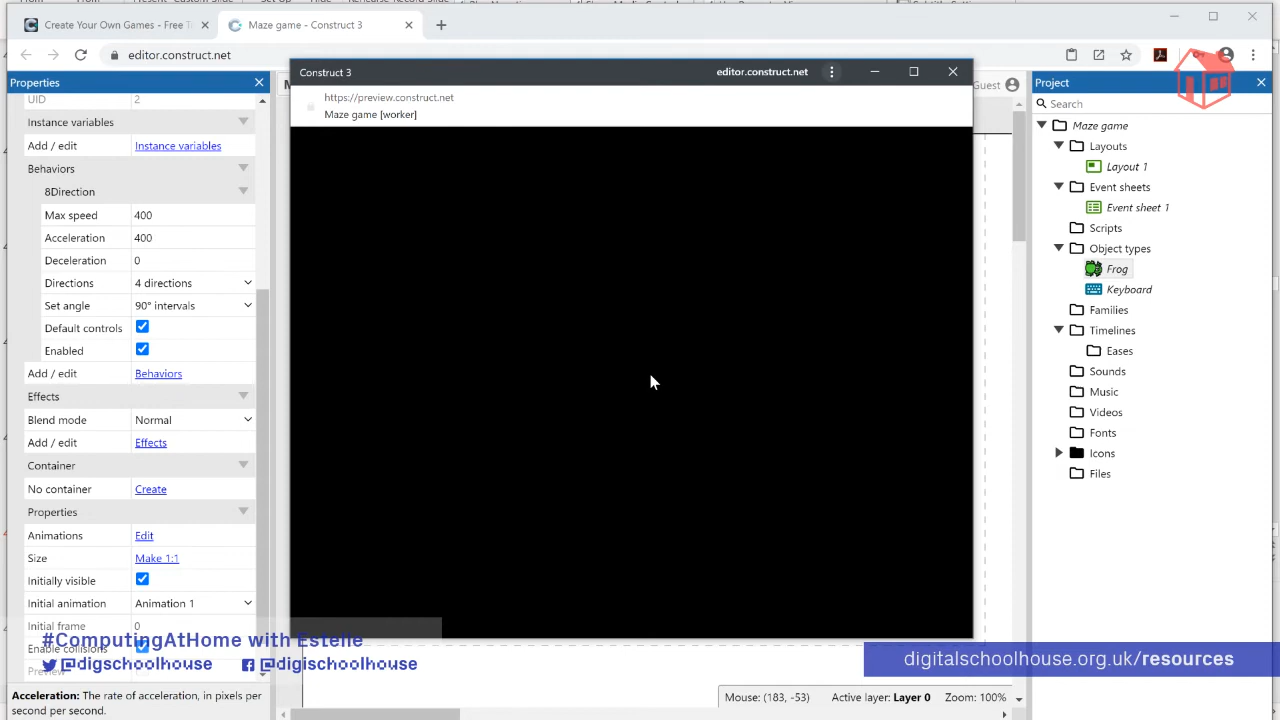 Create Your Own Games - Free T
Maze game - Construct 3
editor.construct.net
Properties
UID 2
Instance variables
Add / edit Instance variables
Behaviors
8Direction
Max speed 400
Acceleration 400
Deceleration 0
Directions 4 directions
Set angle 90° intervals
Default controls
Enabled
Add / edit Behaviors
Effects
Blend mode Normal
Add / edit Effects
Container
No container Create
Properties
Animations Edit
Size Make 1:1
Initially visible
Initial animation Animation 1
Initial frame 0
Enable collisions
Preview
Acceleration: The rate of acceleration, in pixels per
second per second.
Construct 3
editor.construct.net
https://preview.construct.net
Maze game [worker]
Guest
Project
Search
Maze game
Layouts
Layout 1
Event sheets
Event sheet 1
Scripts
Object types
Frog
Keyboard
Families
Timelines
Eases
Sounds
Music
Videos
Fonts
Icons
Files
#ComputingAtHome with Estelle
@digschoolhouse @digischoolhouse
digitalschoolhouse.org.uk/resources
Mouse: (183, -53) Active layer: Layer 0 Zoom: 100%